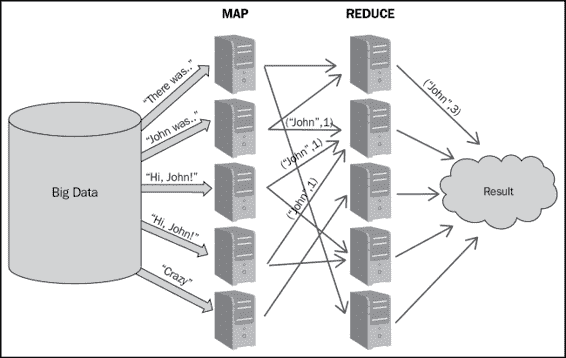 MAP
REDUCE
"There was.."
"John was.."
"Hi, John!"
"Hi, John!"
"Crazy"
Big Data
("John",1)
("John",1)
("John",1)
("John",3)
Result